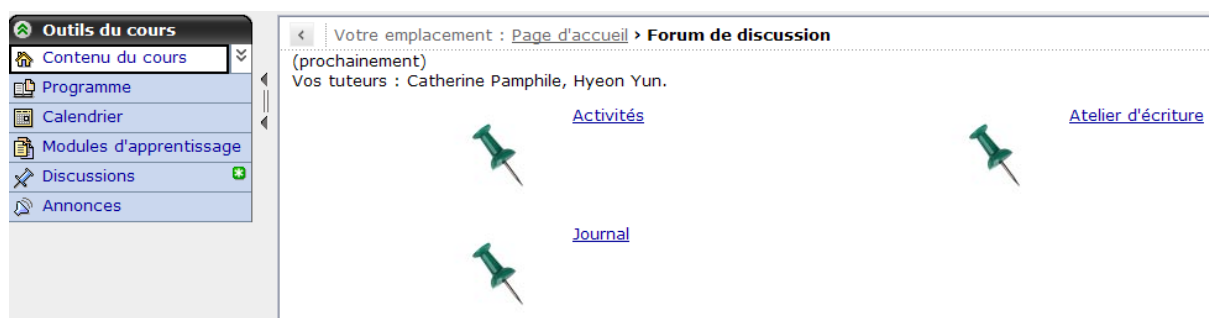 Outils du cours
Contenu du cours
Programme
Calendrier
Modules d'apprentissage
Discussions
Annonces
Votre emplacement : Page d'accueil › Forum de discussion
(prochainement)
Vos tuteurs : Catherine Pamphile, Hyeon Yun.
Activités
Atelier d'écriture
Journal